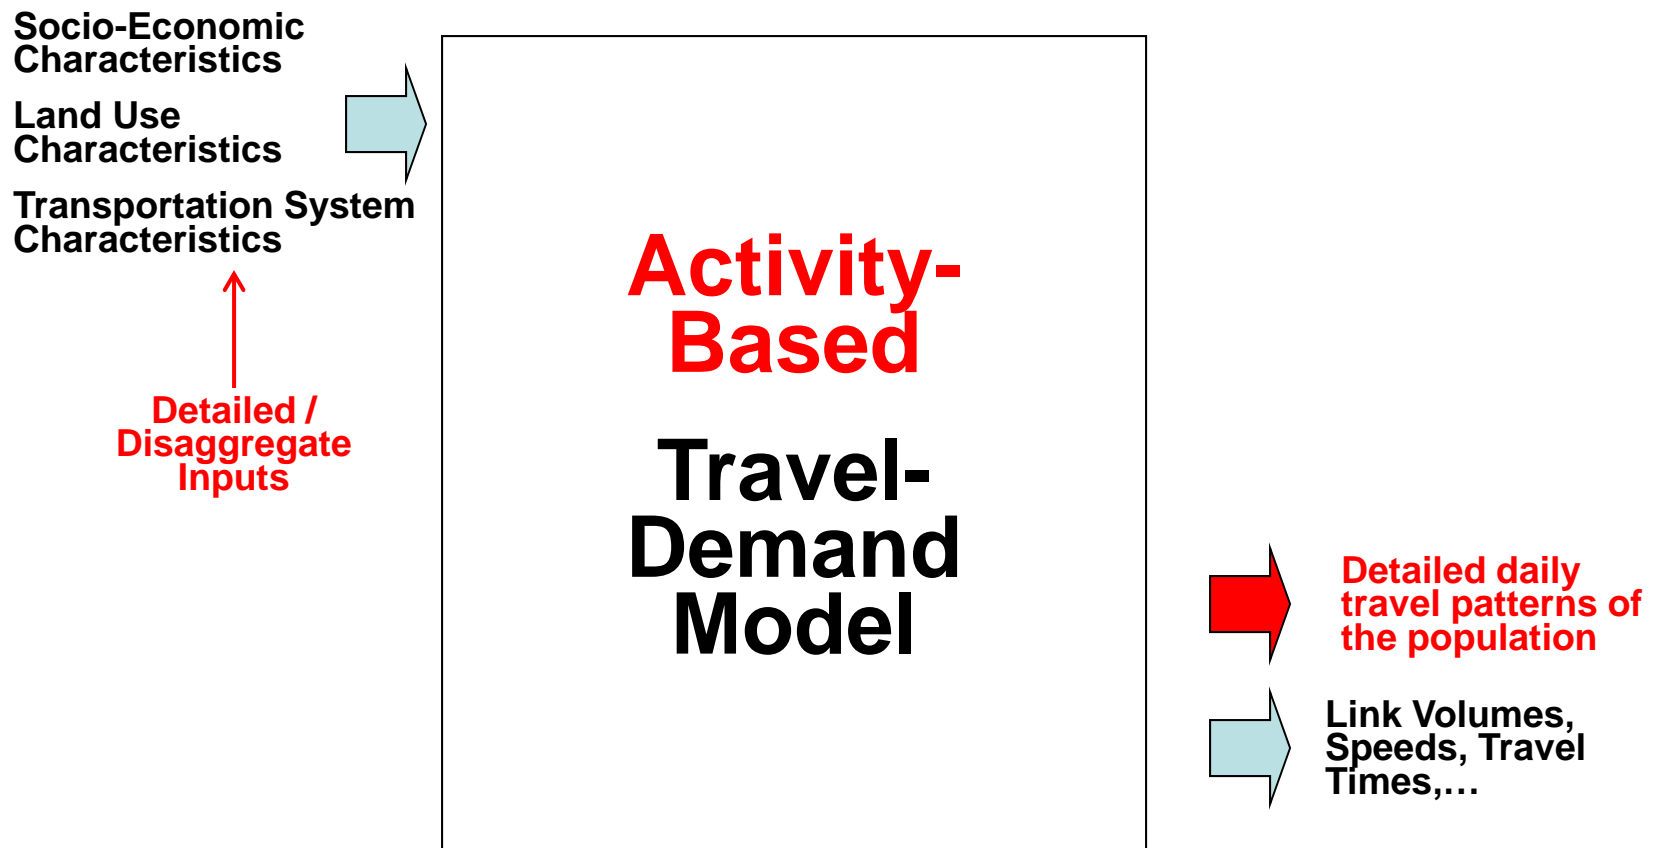 Socio-Economic
Characteristics
Land Use
Characteristics
Transportation System
Characteristics
Detailed /
Disaggregate
Inputs
Activity-
Based
Travel-
Demand
Model
Detailed daily
travel patterns of
the population
Link Volumes,
Speeds, Travel
Times,…